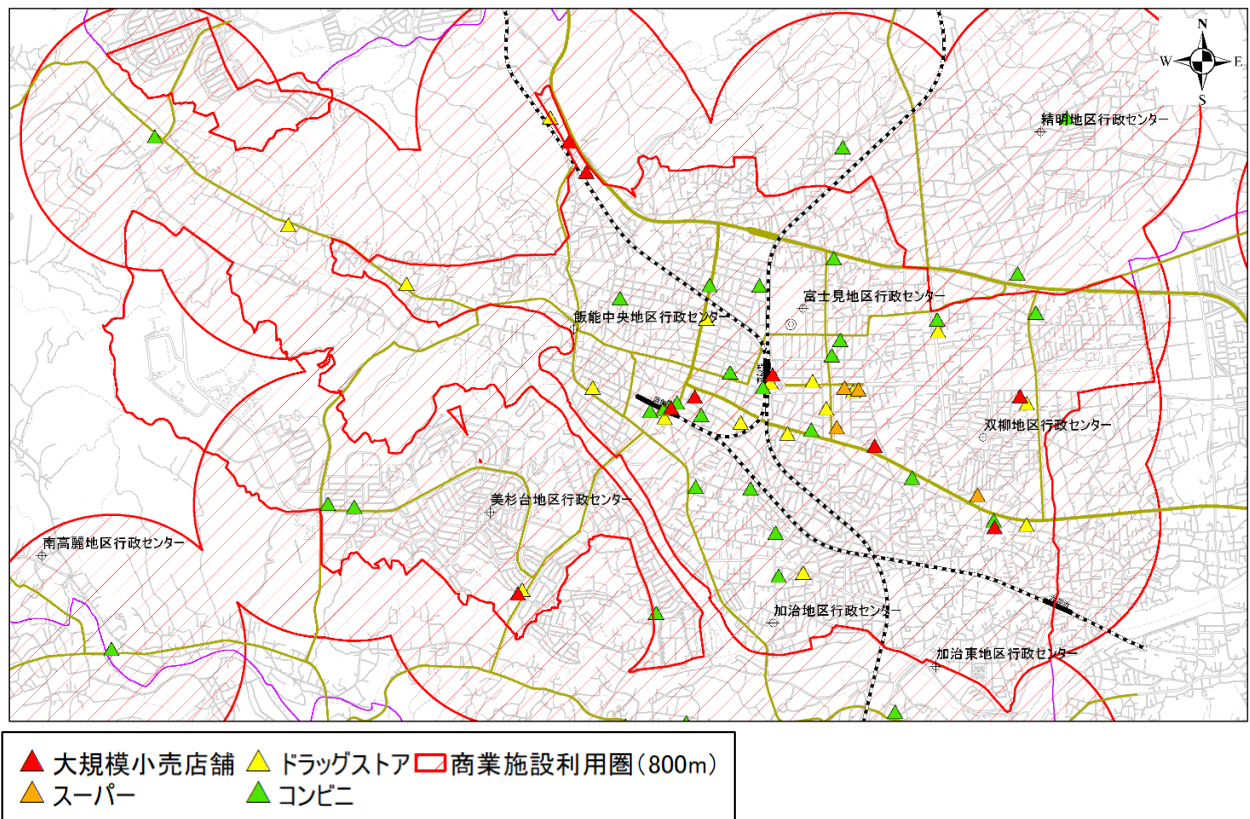 N
W
E
S
精明地区行政センター
富士見地区行政センター
飯能中央地区行政センター
双柳地区行政センター
美杉台地区行政センター
南高麗地区行政センター
加治地区行政センター
加治東地区行政センター
大規模小売店舗 ドラッグストア 商業施設利用圏(800m)
スーパー コンビニ